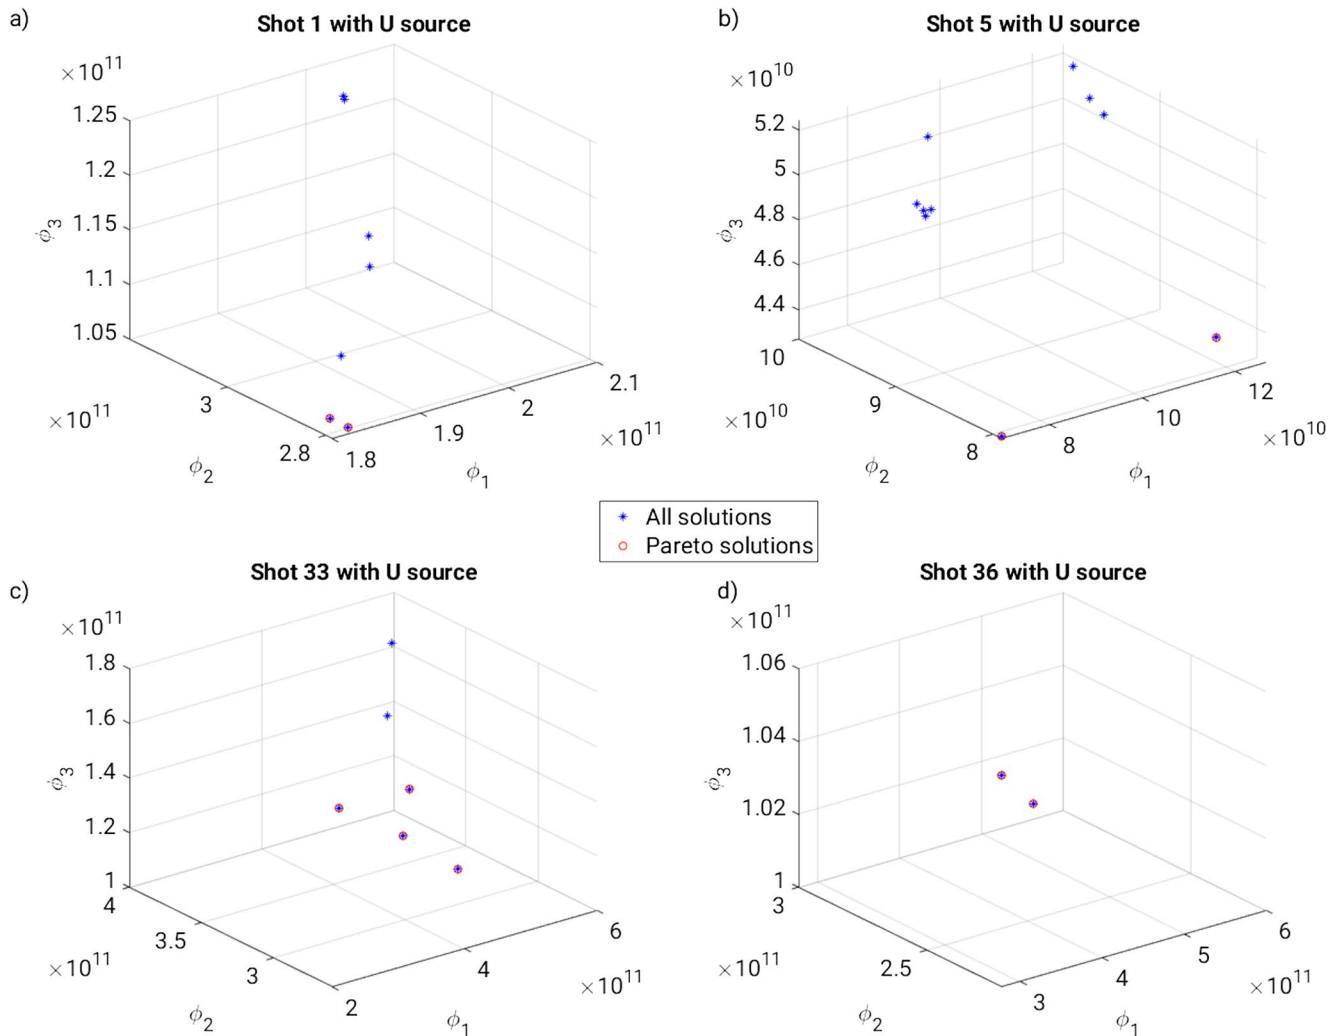 a)
Shot 1 with U source
×10^11
1.25
1.2
1.15
1.1
1.05
ϕ3
×10^11
3
2.8
ϕ2
1.8
1.9
2
2.1
×10^11
ϕ1
b)
Shot 5 with U source
×10^10
5.2
5
4.8
4.6
4.4
ϕ3
10
9
8
×10^10
ϕ2
8
10
12
×10^10
ϕ1
All solutions
Pareto solutions
c)
Shot 33 with U source
×10^11
1.8
1.6
1.4
1.2
1
ϕ3
4
3.5
3
×10^11
ϕ2
2
4
6
×10^11
ϕ1
d)
Shot 36 with U source
×10^11
1.06
1.04
1.02
1
ϕ3
3
2.5
×10^11
ϕ2
3
4
5
6
×10^11
ϕ1